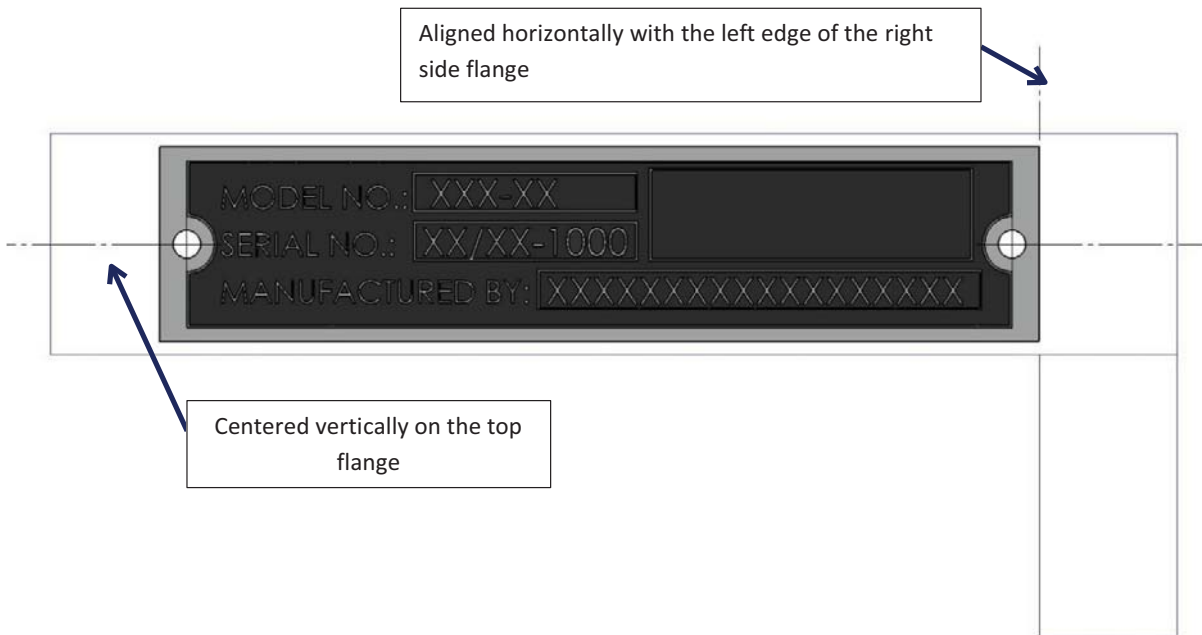 Aligned horizontally with the left edge of the right
side flange
MODEL NO.: XXX-XX
SERIAL NO.: XX/XX-1000
MANUFACTURED BY: XXXXXXXXXXXXXXXXXX
Centered vertically on the top
flange